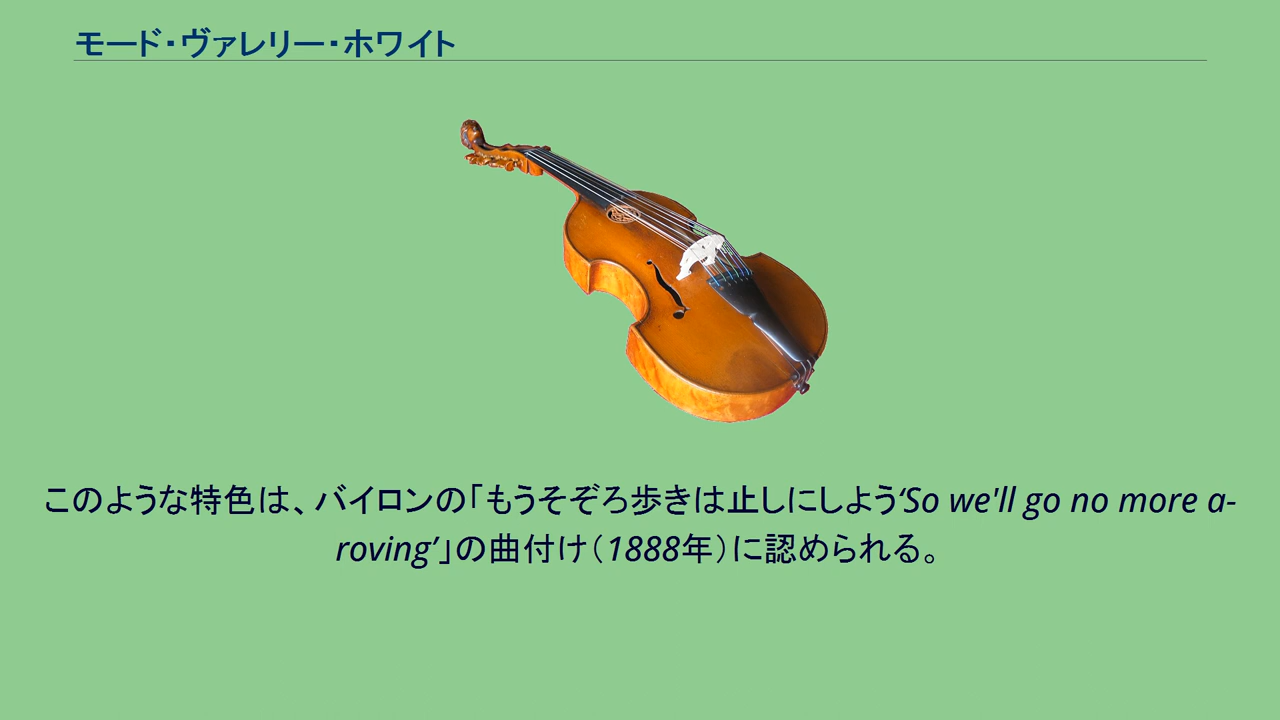 モード・ヴァレリー・ホワイト
このような特色は、バイロンの「もうそぞろ歩きは止しにしよう‘So we'll go no more a-
roving’」の曲付け（1888年）に認められる。